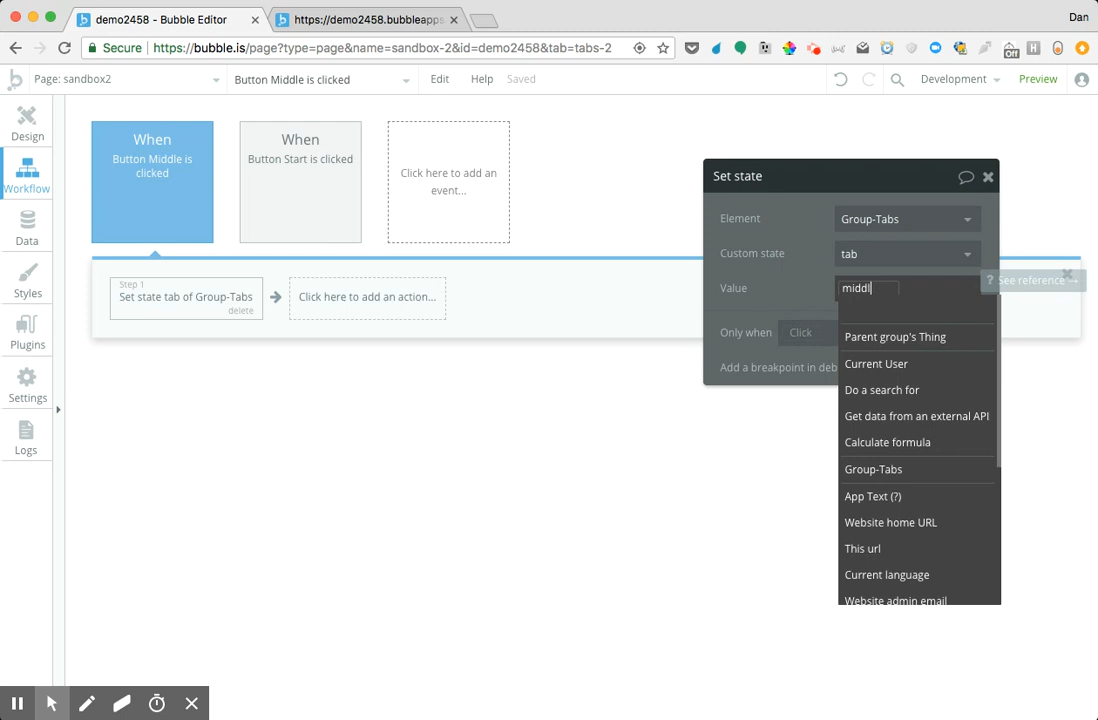 demo2458 - Bubble Editor
https://demo2458.bubbleapps
Dan
Secure
https://bubble.is/page?type=page&name=sandbox-2&id=demo2458&tab=tabs-2
Off
Page: sandbox2
Button Middle is clicked
Edit
Help
Saved
Development
Preview
Design
Workflow
Data
Styles
Plugins
Settings
Logs
When
Button Middle is
clicked
When
Button Start is clicked
Click here to add an
event...
Step 1
Set state tab of Group-Tabs
delete
Click here to add an action...
Set state
Element
Group-Tabs
Custom state
tab
Value
middl
? See reference →
Only when
Click
Add a breakpoint in deb
Parent group's Thing
Current User
Do a search for
Get data from an external API
Calculate formula
Group-Tabs
App Text (?)
Website home URL
This url
Current language
Website admin email